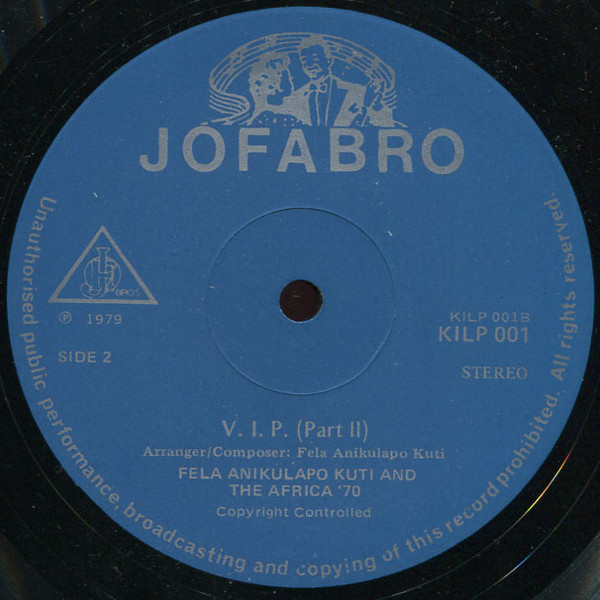 JOFABRO
BROS
℗ 1979
SIDE 2
KILP 001B
KILP 001
STEREO
V. I. P. (Part II)
Arranger/Composer: Fela Anikulapo Kuti
FELA ANIKULAPO KUTI AND
THE AFRICA '70
Copyright Controlled
Unauthorised public performance, broadcasting and copying of this record prohibited. All rights reserved.